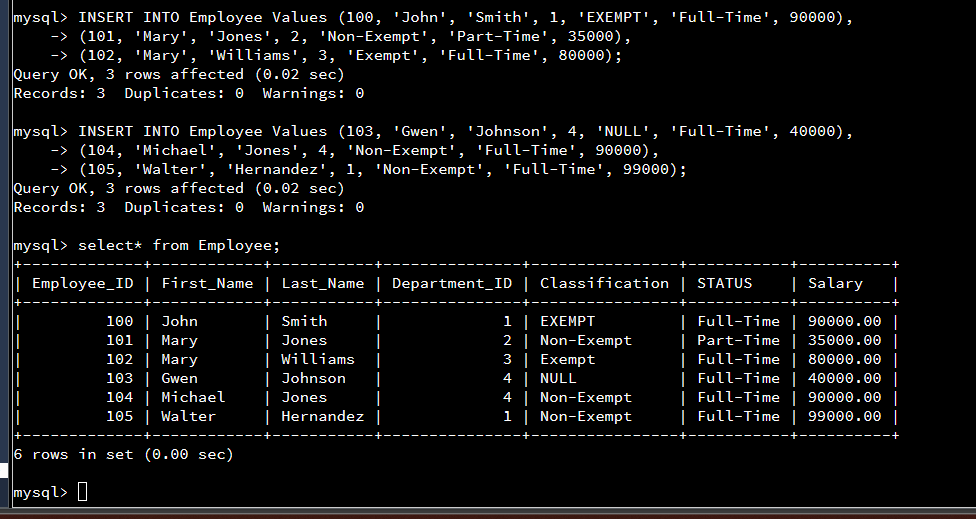 mysql> INSERT INTO Employee Values (100, 'John', 'Smith', 1, 'EXEMPT', 'Full-Time', 90000),
    -> (101, 'Mary', 'Jones', 2, 'Non-Exempt', 'Part-Time', 35000),
    -> (102, 'Mary', 'Williams', 3, 'Exempt', 'Full-Time', 80000);
Query OK, 3 rows affected (0.02 sec)
Records: 3  Duplicates: 0  Warnings: 0

mysql> INSERT INTO Employee Values (103, 'Gwen', 'Johnson', 4, 'NULL', 'Full-Time', 40000),
    -> (104, 'Michael', 'Jones', 4, 'Non-Exempt', 'Full-Time', 90000),
    -> (105, 'Walter', 'Hernandez', 1, 'Non-Exempt', 'Full-Time', 99000);
Query OK, 3 rows affected (0.02 sec)
Records: 3  Duplicates: 0  Warnings: 0

mysql> select* from Employee;
+-------------+------------+-----------+---------------+----------------+-----------+----------+
| Employee_ID | First_Name | Last_Name | Department_ID | Classification | STATUS    | Salary   |
+-------------+------------+-----------+---------------+----------------+-----------+----------+
|         100 | John       | Smith     |             1 | EXEMPT         | Full-Time | 90000.00 |
|         101 | Mary       | Jones     |             2 | Non-Exempt     | Part-Time | 35000.00 |
|         102 | Mary       | Williams  |             3 | Exempt         | Full-Time | 80000.00 |
|         103 | Gwen       | Johnson   |             4 | NULL           | Full-Time | 40000.00 |
|         104 | Michael    | Jones     |             4 | Non-Exempt     | Full-Time | 90000.00 |
|         105 | Walter     | Hernandez |             1 | Non-Exempt     | Full-Time | 99000.00 |
+-------------+------------+-----------+---------------+----------------+-----------+----------+
6 rows in set (0.00 sec)

mysql>